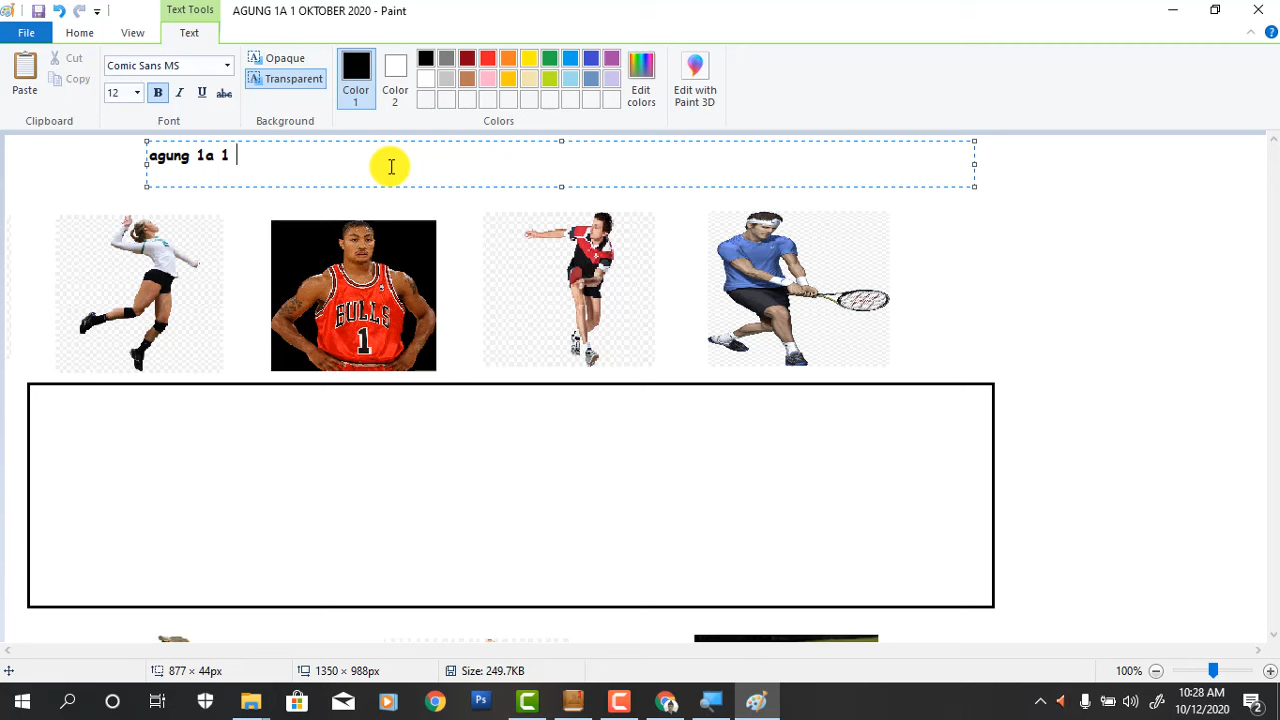 Text Tools
AGUNG 1A 1 OKTOBER 2020 - Paint
File
Home
View
Text
Paste
Cut
Copy
Clipboard
Comic Sans MS
12
B
I
U
abc
Font
Opaque
Transparent
Background
Color 1
Color 2
Edit colors
Edit with Paint 3D
Colors
agung 1a 1
BULLS
1
877 × 44px
1350 × 988px
Size: 249.7KB
100%
Ps
10:28 AM
10/12/2020
2